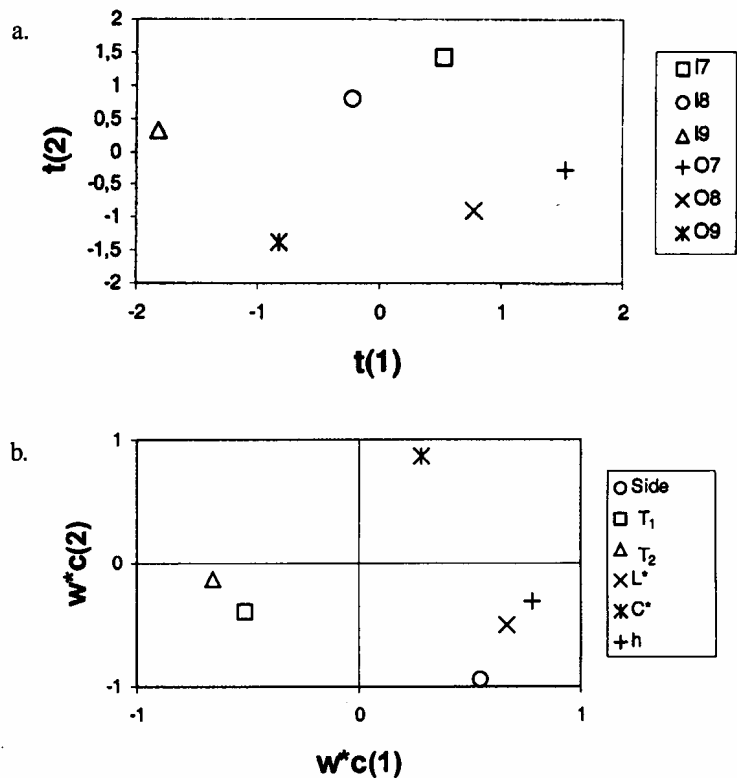 a.
t(2)
2
1,5
1
0,5
0
-0,5
-1
-1,5
-2
-2 -1 0 1 2
t(1)
I7
I8
I9
O7
O8
O9
b.
w*c(2)
1
0
-1
-1 0 1
w*c(1)
Side
T₁
T₂
L*
C*
h